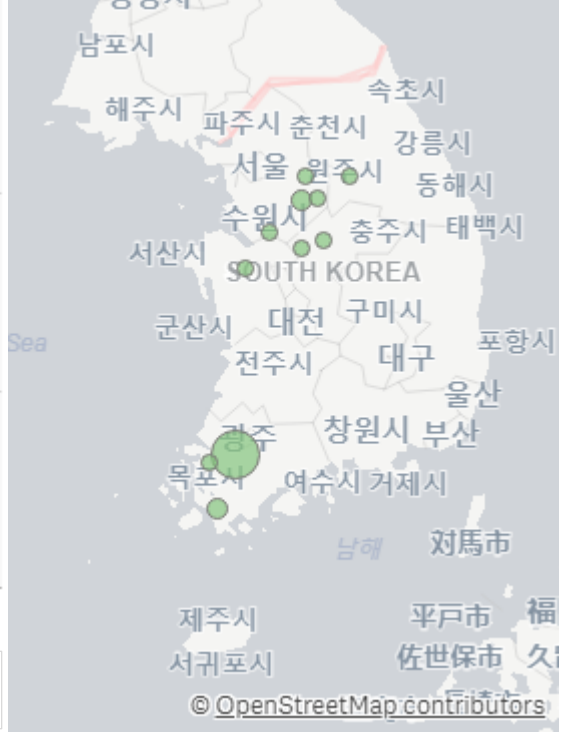 남포시
해주시
속초시
파주시 춘천시
강릉시
서울 원주시
동해시
수원시
충주시 태백시
서산시
SOUTH KOREA
군산시 대전 구미시
Sea
포항시
전주시 대구
울산
광주 창원시 부산
목포시 여수시 거제시
남해 対馬市
제주시 平戸市 福
서귀포시 佐世保市
© OpenStreetMap contributors